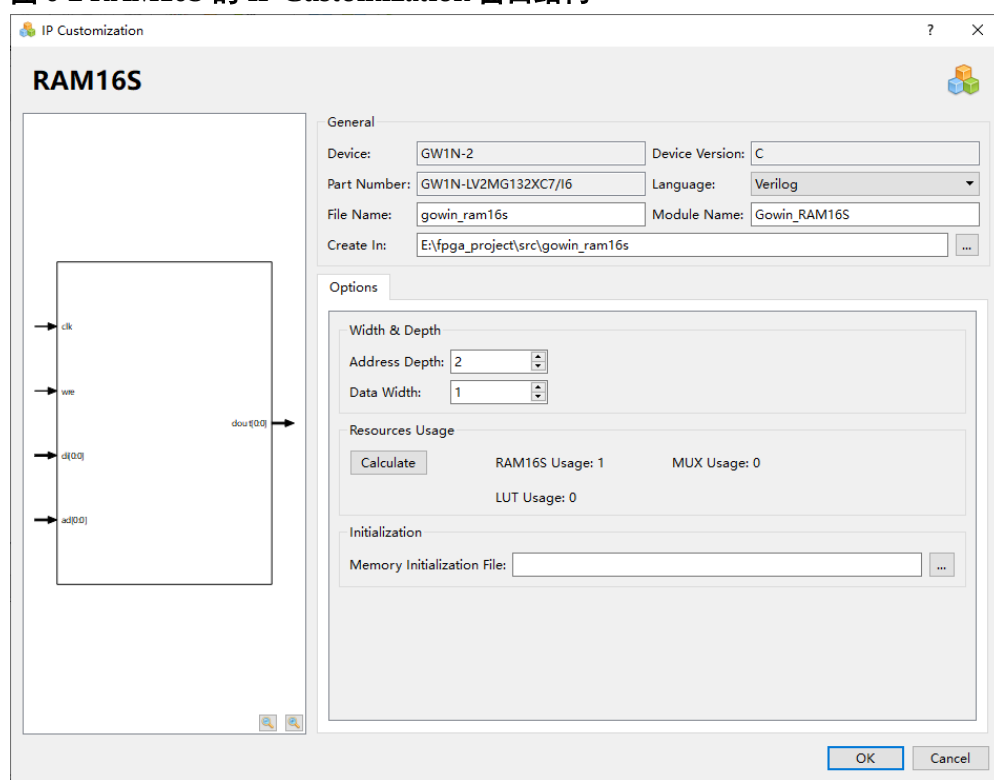 IP Customization
RAM16S
General
Device: GW1N-2 Device Version: C
Part Number: GW1N-LV2MG132XC7/I6 Language: Verilog
File Name: gowin_ram16s Module Name: Gowin_RAM16S
Create In: E:\fpga_project\src\gowin_ram16s ...
Options
clk
wre
di[0:0]
ad[0:0]
dout[0:0]
Width & Depth
Address Depth: 2
Data Width: 1
Resources Usage
Calculate RAM16S Usage: 1 MUX Usage: 0
LUT Usage: 0
Initialization
Memory Initialization File: ...
OK Cancel